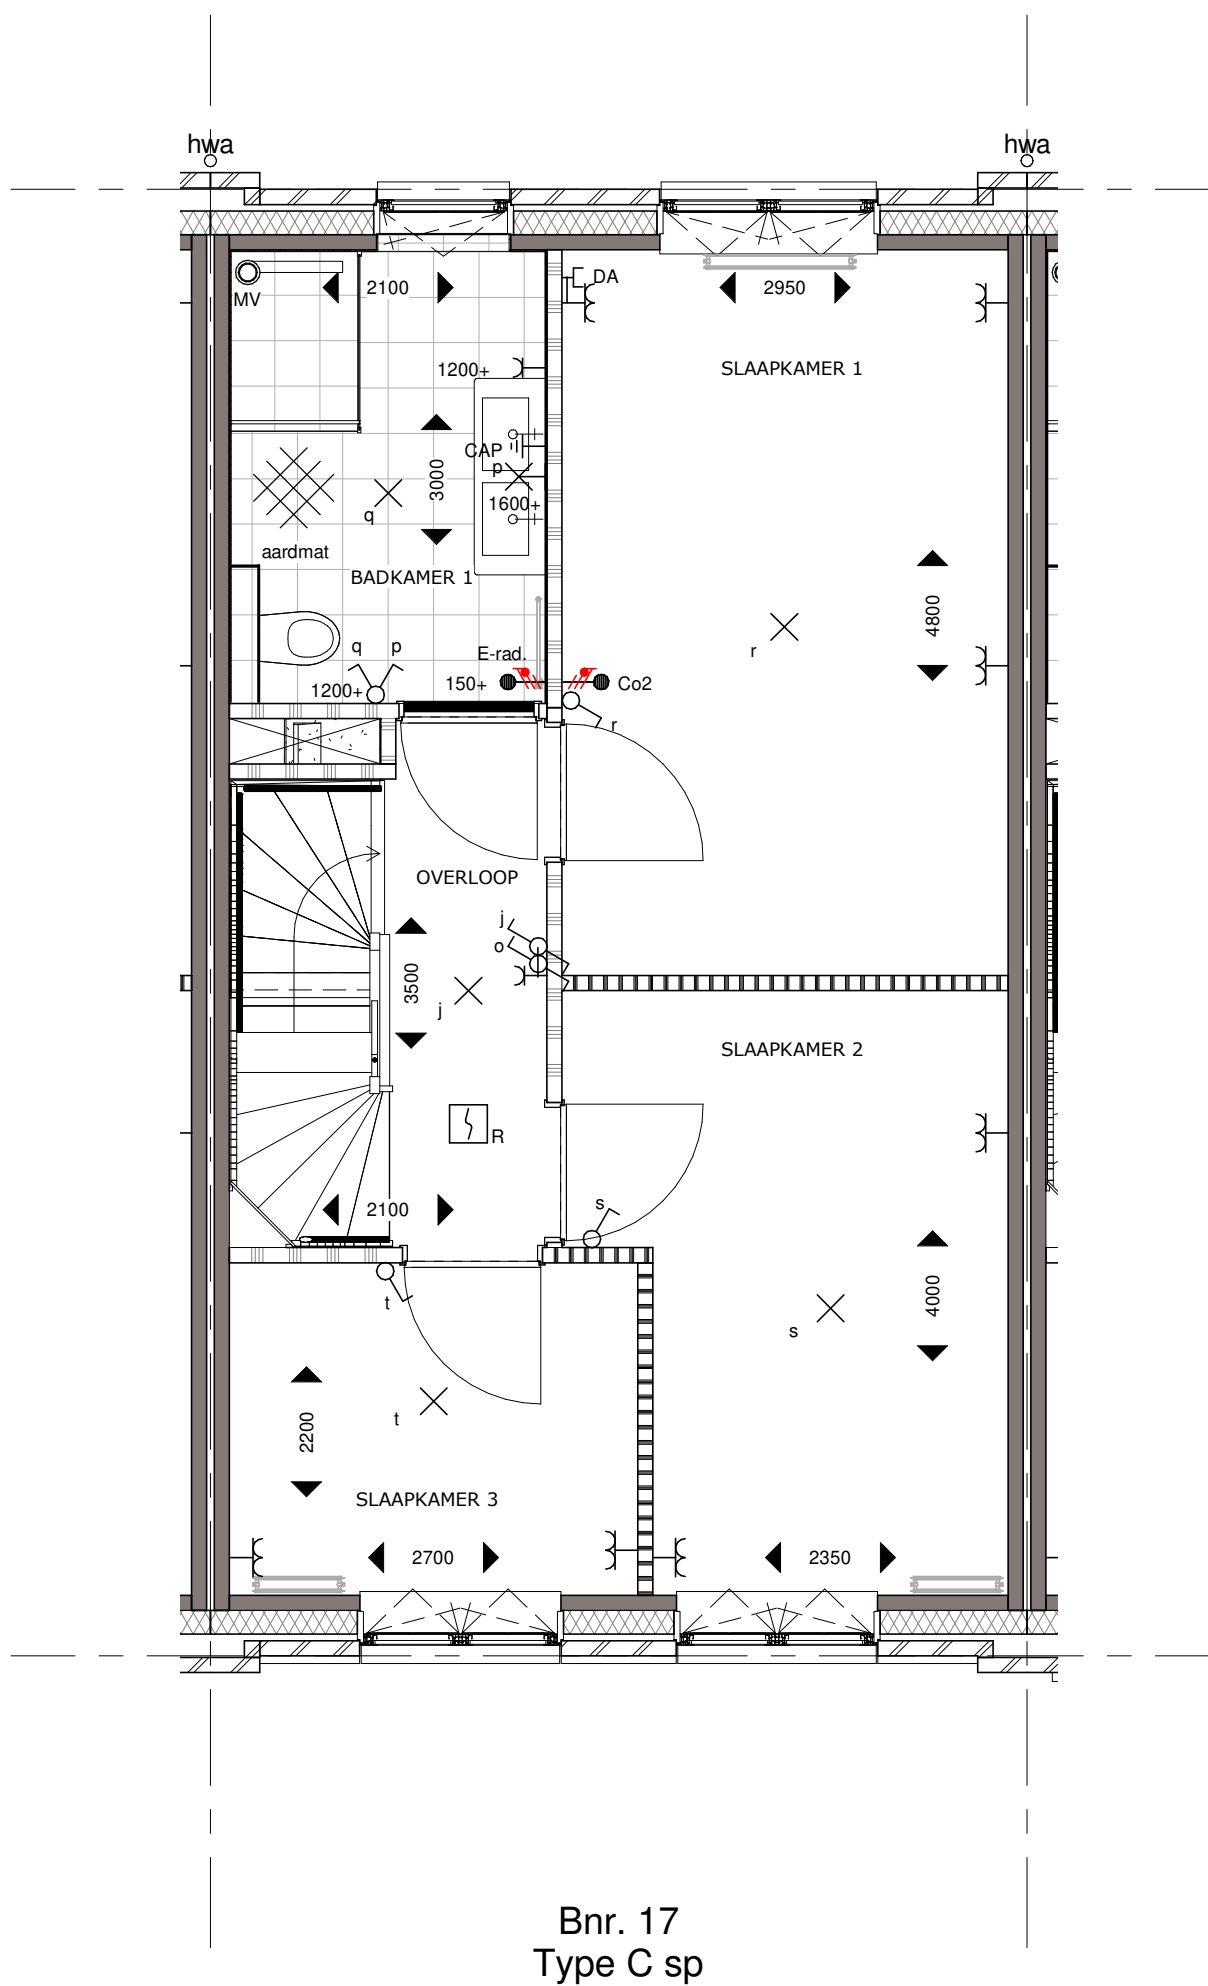 hwa
hwa
MV
2100
DA
2950
1200+
SLAAPKAMER 1
CAP
p
3000
1600+
q
aardmat
BADKAMER 1
4800
q
p
r
E-rad.
1200+
150+
Co2
r
OVERLOOP
j
o
3500
j
SLAAPKAMER 2
R
2100
s
4000
t
s
t
2200
SLAAPKAMER 3
2700
2350
Bnr. 17
Type C sp